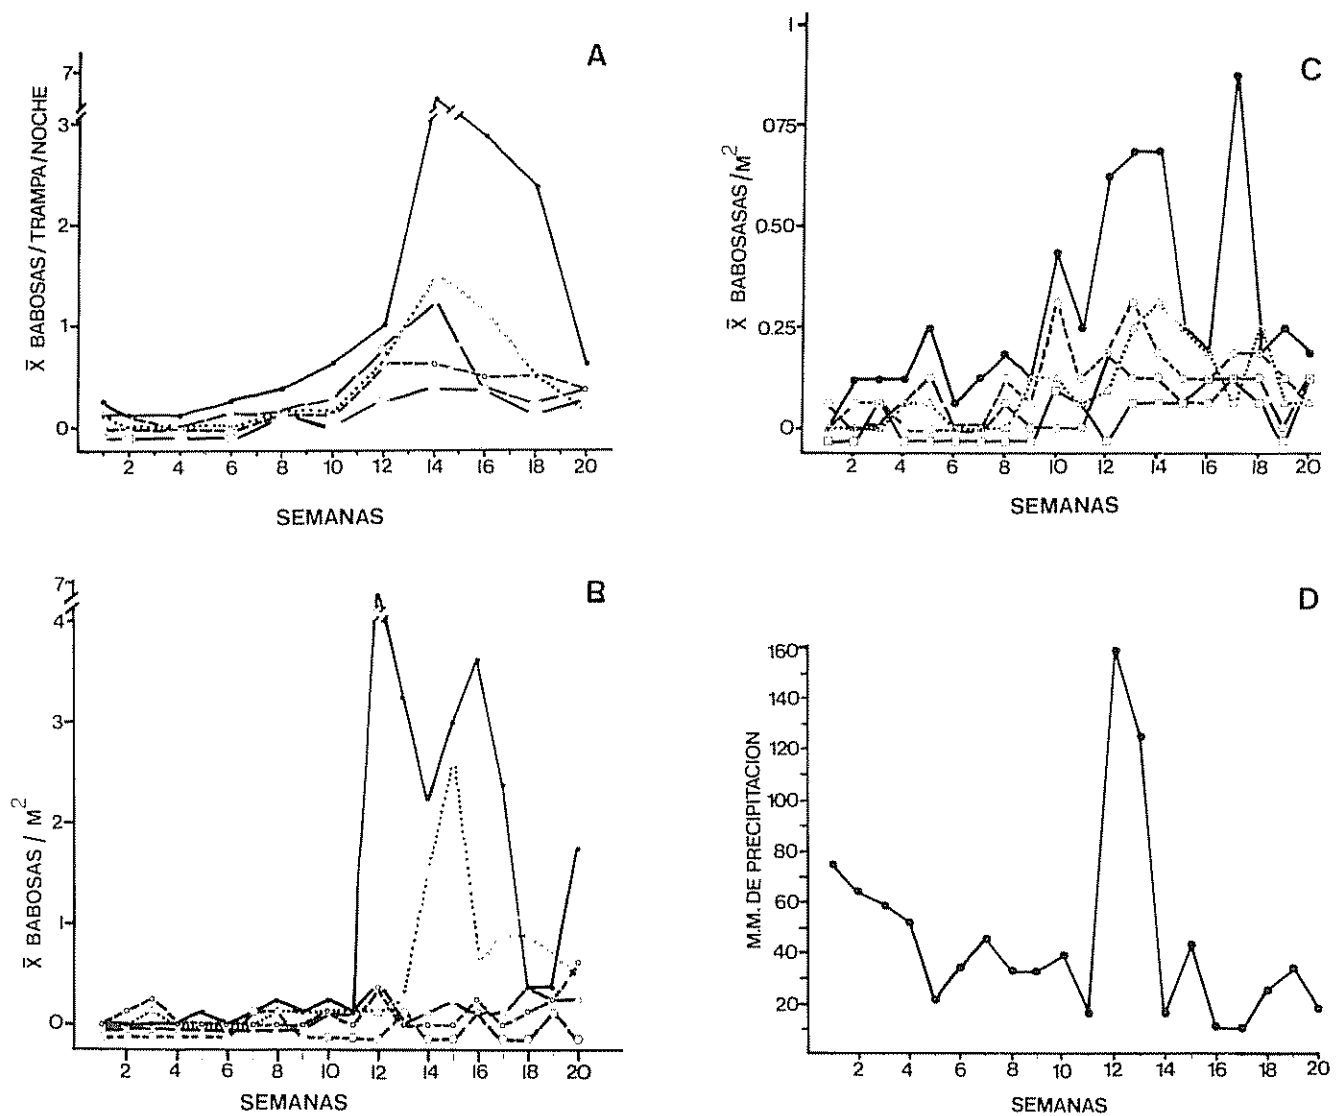 A
7
3
2
1
0
X̄ BABOSAS/TRAMPA/NOCHE
2 4 6 8 10 12 14 16 18 20
SEMANAS
C
1
075
0.50
0.25
0
X̄ BABOSASAS/M²
2 4 6 8 10 12 14 16 18 20
SEMANAS
B
7
4
3
2
1
0
X̄ BABOSAS / M²
2 4 6 8 10 12 14 16 18 20
SEMANAS
D
160
140
120
100
80
60
40
20
M.M. DE PRECIPITACION
2 4 6 8 10 12 14 16 18 20
SEMANAS